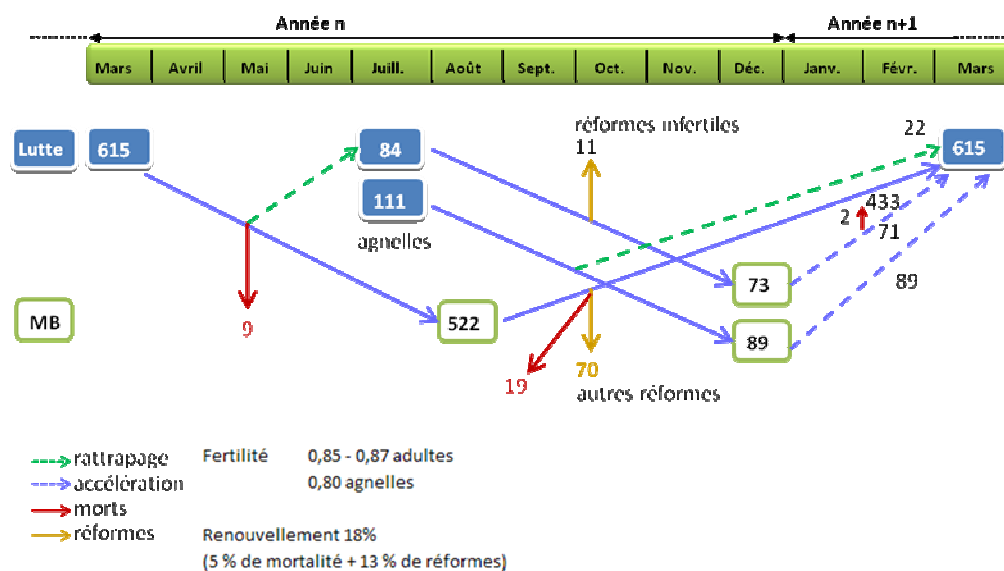 Année n Année n+1
Mars Avril Mai Juin Juill. Août Sept. Oct. Nov. Déc. Janv. Févr. Mars
réformes infertiles 22
11
Lutte 615 84 615
111 433
2
71
agnelles
89
73
MB 522
9 89
70
19
autres réformes
rattrapage Fertilité 0,85 - 0,87 adultes
accélération 0,80 agnelles
morts
réformes Renouvellement 18%
(5 % de mortalité + 13 % de réformes)